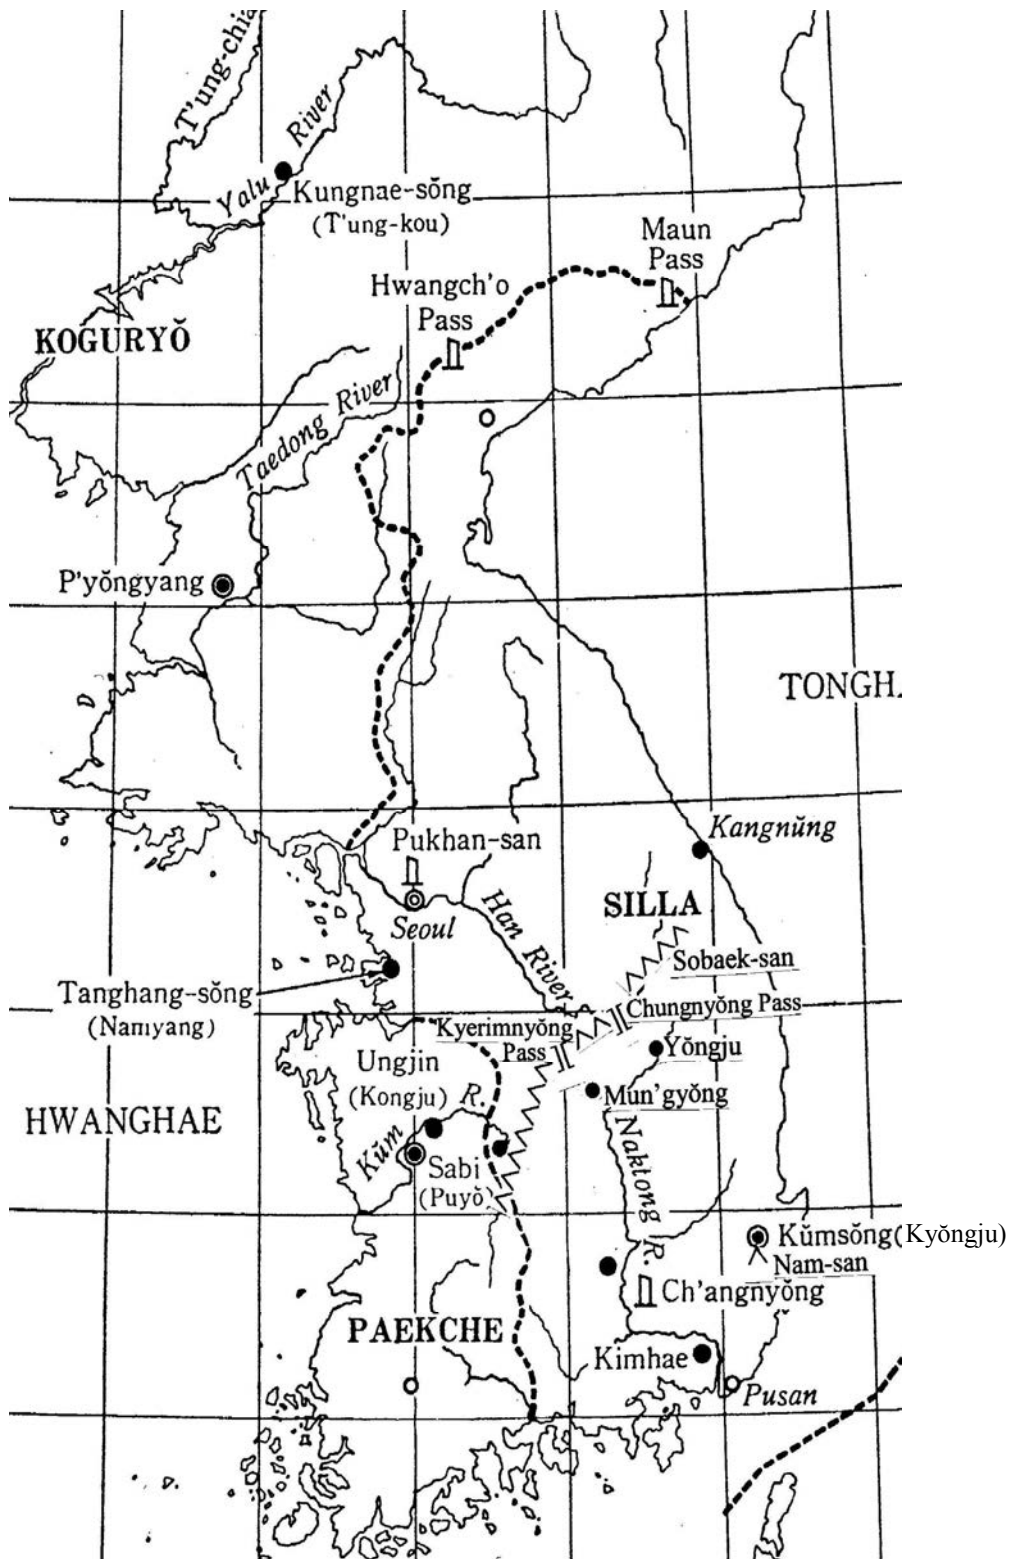 T'ung-chia
Yalu River
Kungnae-sŏng
(T'ung-kou)
Maun
Pass
Hwangch'o
Pass
KOGURYŎ
Taedong River
P'yŏngyang
TONGH
Kangnŭng
Pukhan-san
SILLA
Han River
Seoul
Sobaek-san
Tanghang-sŏng
(Namyang)
Chungnyŏng Pass
Kyerimnyŏng
Pass
Yŏngju
Ungjin
(Kongju)
Mun'gyŏng
HWANGHAE
Kŭm R.
Naktong R.
Sabi
(Puyŏ)
Kŭmsŏng(Kyŏngju)
Nam-san
Ch'angnyŏng
PAEKCHE
Kimhae
Pusan